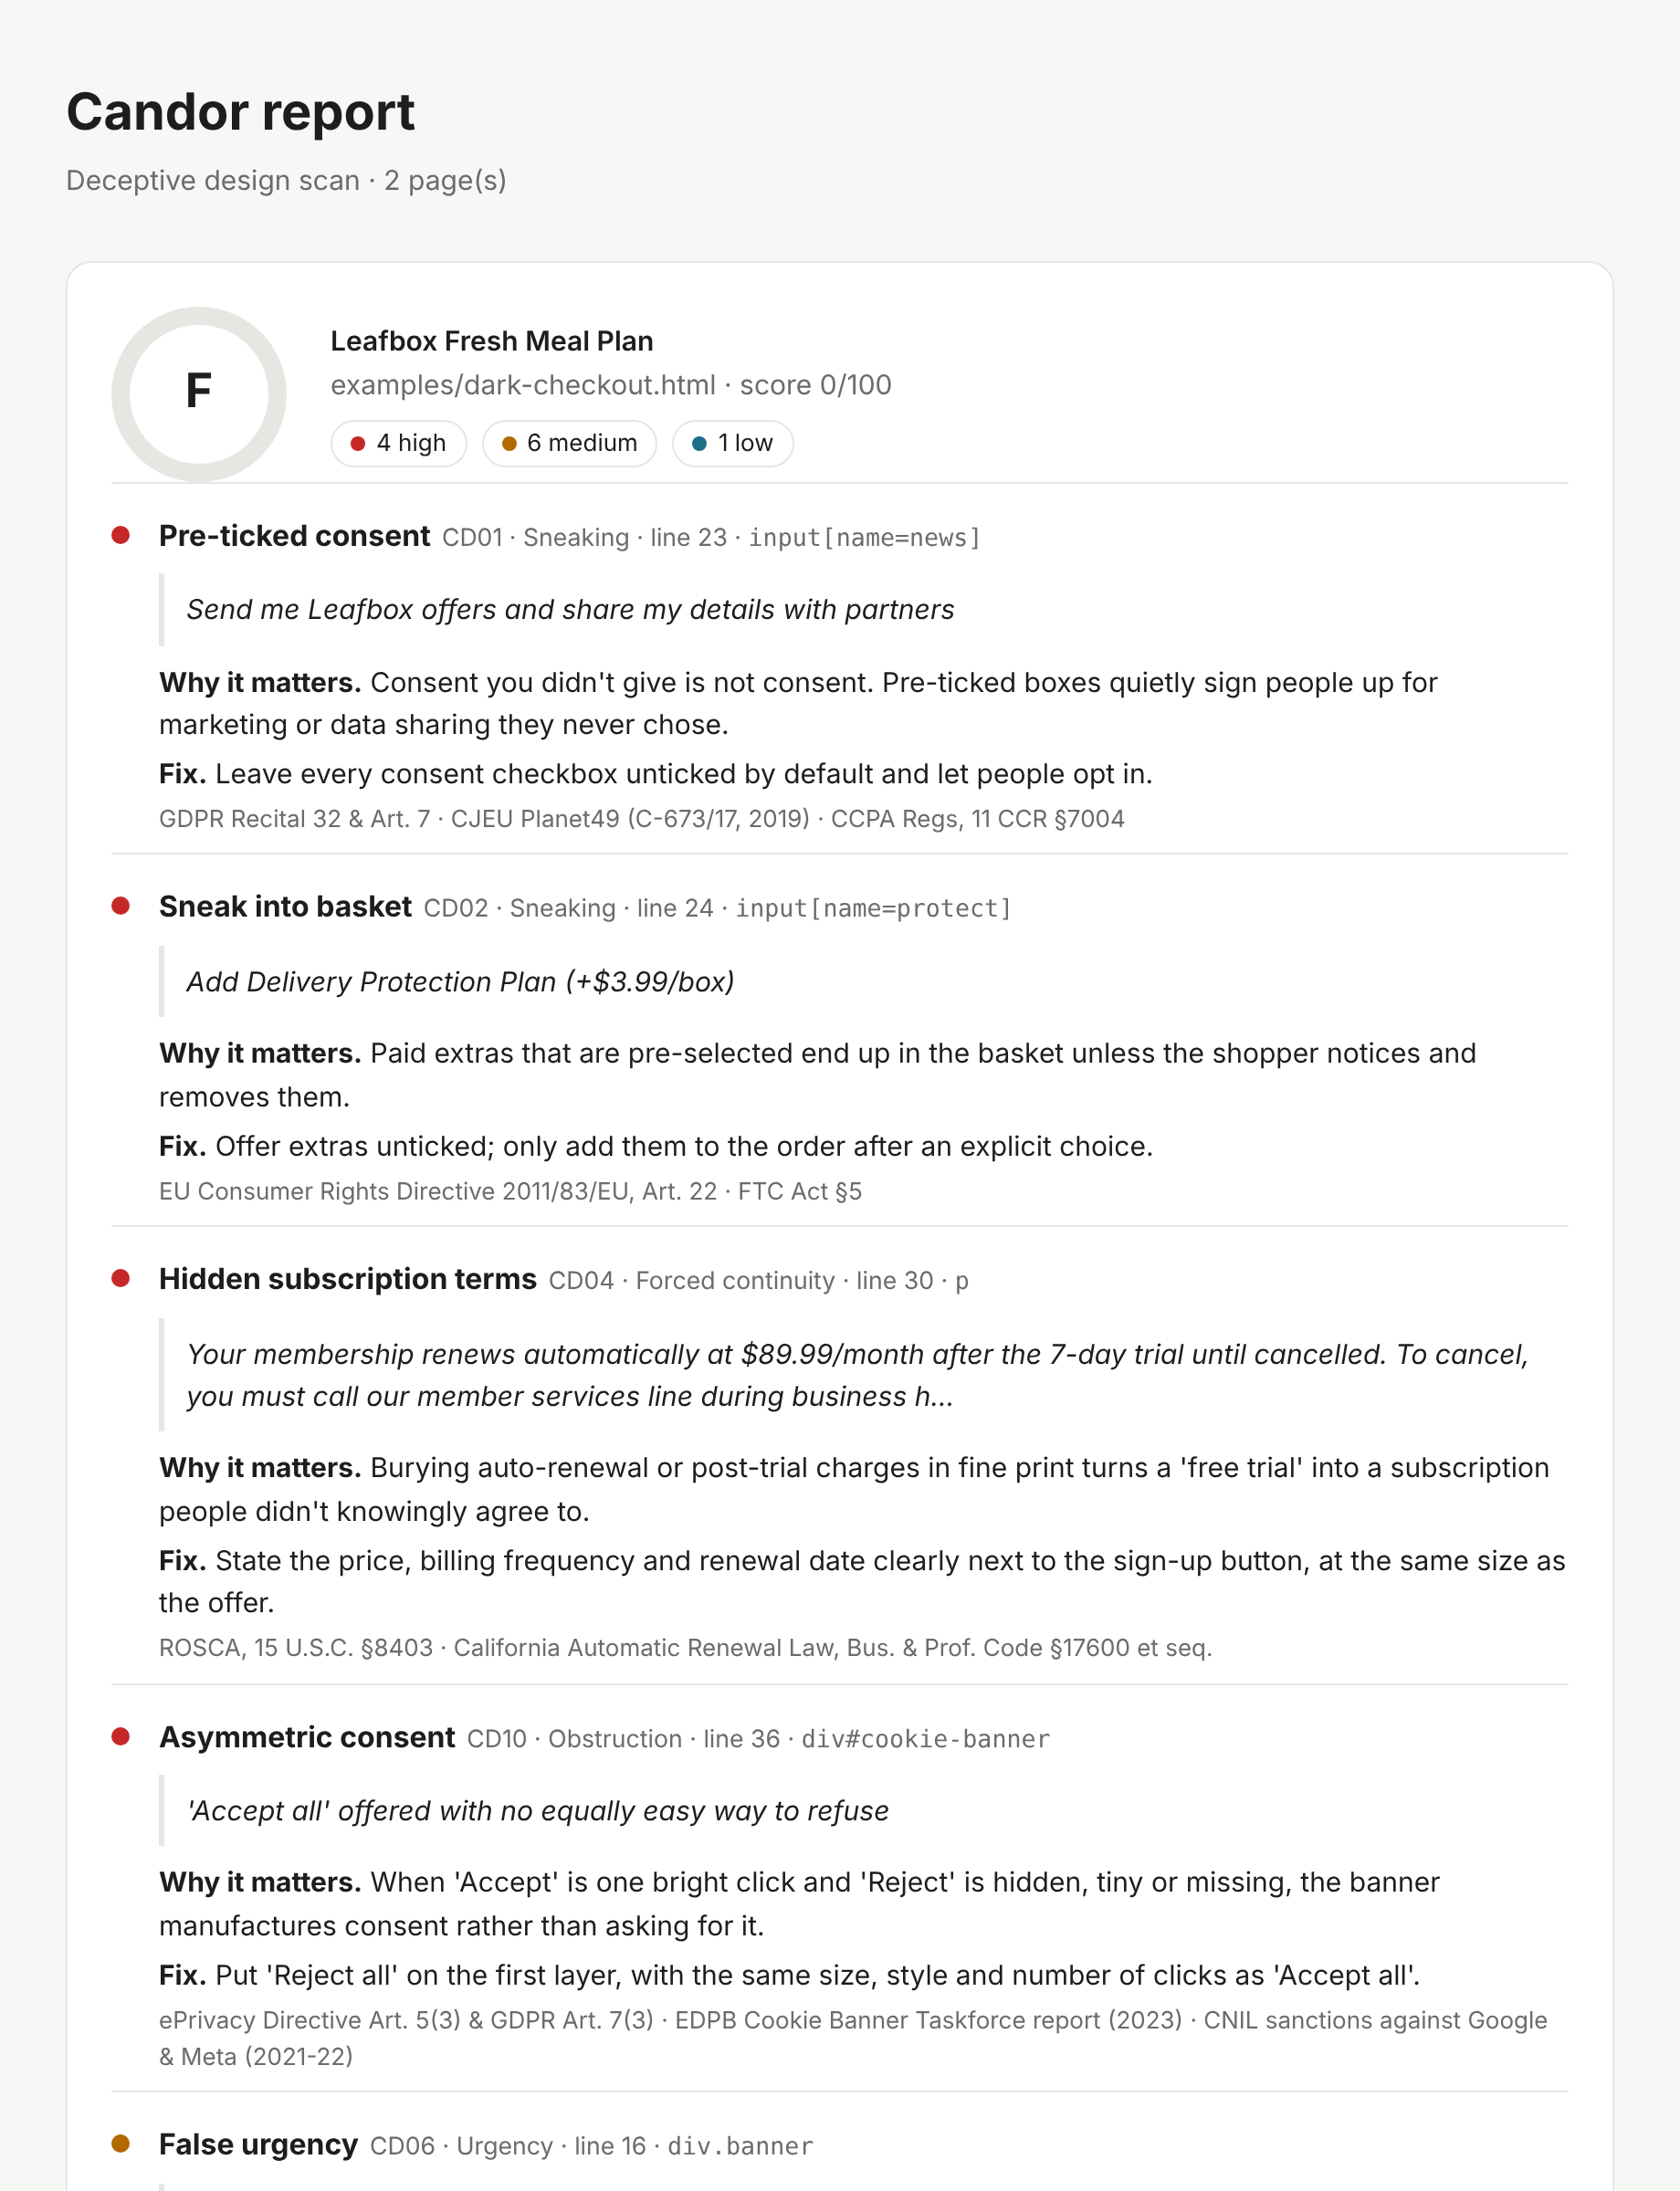 Candor report
Deceptive design scan · 2 page(s)
F
Leafbox Fresh Meal Plan
examples/dark-checkout.html · score 0/100
4 high
6 medium
1 low
Pre-ticked consent CD01 · Sneaking · line 23 · input[name=news]
Send me Leafbox offers and share my details with partners
Why it matters. Consent you didn't give is not consent. Pre-ticked boxes quietly sign people up for
marketing or data sharing they never chose.
Fix. Leave every consent checkbox unticked by default and let people opt in.
GDPR Recital 32 & Art. 7 · CJEU Planet49 (C-673/17, 2019) · CCPA Regs, 11 CCR §7004
Sneak into basket CD02 · Sneaking · line 24 · input[name=protect]
Add Delivery Protection Plan (+$3.99/box)
Why it matters. Paid extras that are pre-selected end up in the basket unless the shopper notices and
removes them.
Fix. Offer extras unticked; only add them to the order after an explicit choice.
EU Consumer Rights Directive 2011/83/EU, Art. 22 · FTC Act §5
Hidden subscription terms CD04 · Forced continuity · line 30 · p
Your membership renews automatically at $89.99/month after the 7-day trial until cancelled. To cancel,
you must call our member services line during business h...
Why it matters. Burying auto-renewal or post-trial charges in fine print turns a 'free trial' into a subscription
people didn't knowingly agree to.
Fix. State the price, billing frequency and renewal date clearly next to the sign-up button, at the same size as
the offer.
ROSCA, 15 U.S.C. §8403 · California Automatic Renewal Law, Bus. & Prof. Code §17600 et seq.
Asymmetric consent CD10 · Obstruction · line 36 · div#cookie-banner
'Accept all' offered with no equally easy way to refuse
Why it matters. When 'Accept' is one bright click and 'Reject' is hidden, tiny or missing, the banner
manufactures consent rather than asking for it.
Fix. Put 'Reject all' on the first layer, with the same size, style and number of clicks as 'Accept all'.
ePrivacy Directive Art. 5(3) & GDPR Art. 7(3) · EDPB Cookie Banner Taskforce report (2023) · CNIL sanctions against Google
& Meta (2021-22)
False urgency CD06 · Urgency · line 16 · div.banner